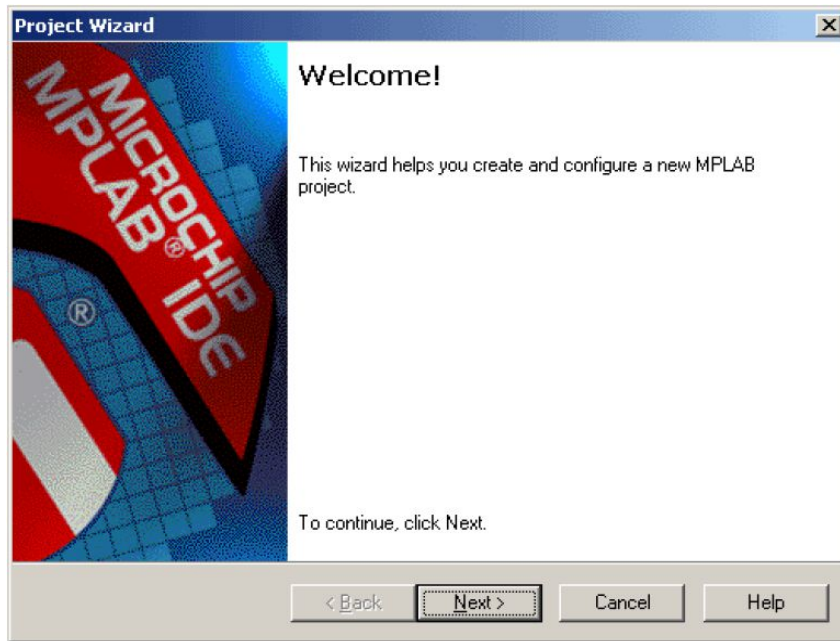 Project Wizard
MICROCHIP
MPLAB® IDE
®
Welcome!
This wizard helps you create and configure a new MPLAB
project.
To continue, click Next.
< Back
Next >
Cancel
Help